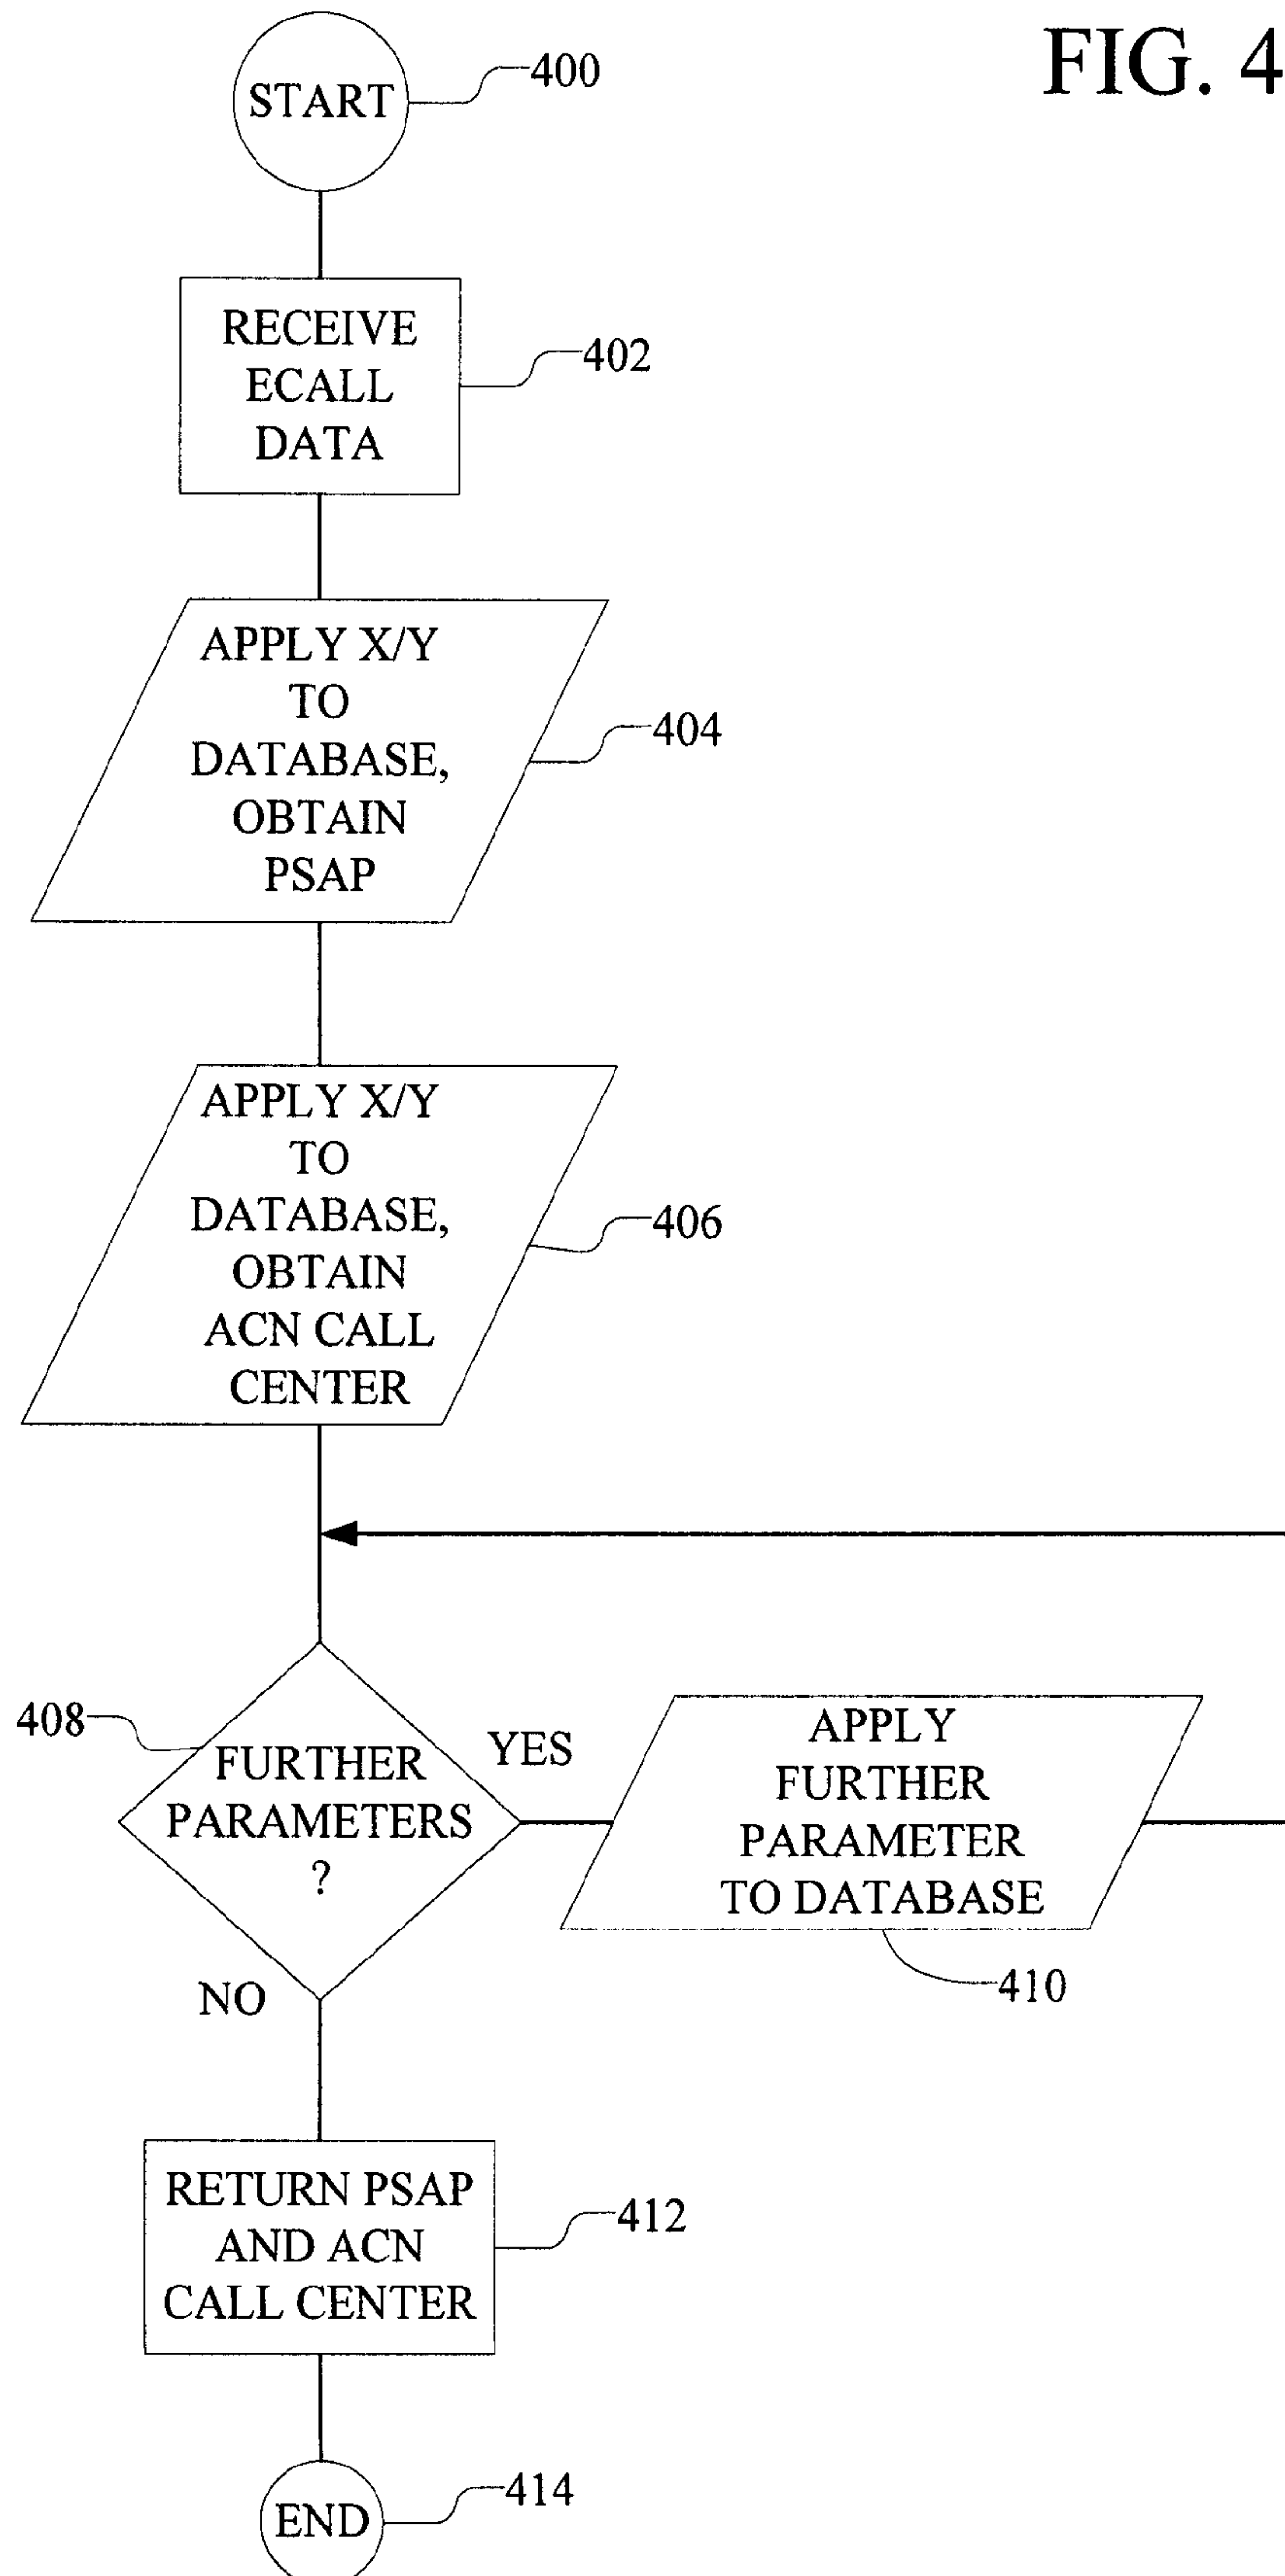 FIG. 4
START
400
RECEIVE
ECALL
DATA
402
APPLY X/Y
TO
DATABASE,
OBTAIN
PSAP
404
APPLY X/Y
TO
DATABASE,
OBTAIN
ACN CALL
CENTER
406
408
FURTHER
PARAMETERS
?
YES
APPLY
FURTHER
PARAMETER
TO DATABASE
410
NO
RETURN PSAP
AND ACN
CALL CENTER
412
END
414